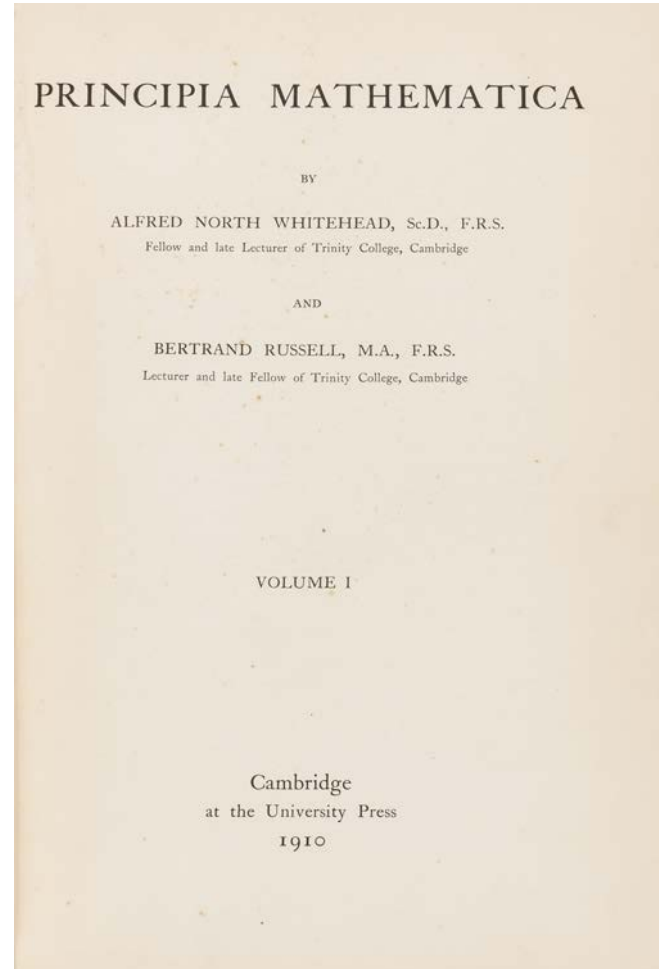 PRINCIPIA MATHEMATICA
BY
ALFRED NORTH WHITEHEAD, Sc.D., F.R.S.
Fellow and late Lecturer of Trinity College, Cambridge
AND
BERTRAND RUSSELL, M.A., F.R.S.
Lecturer and late Fellow of Trinity College, Cambridge
VOLUME I
Cambridge
at the University Press
1910